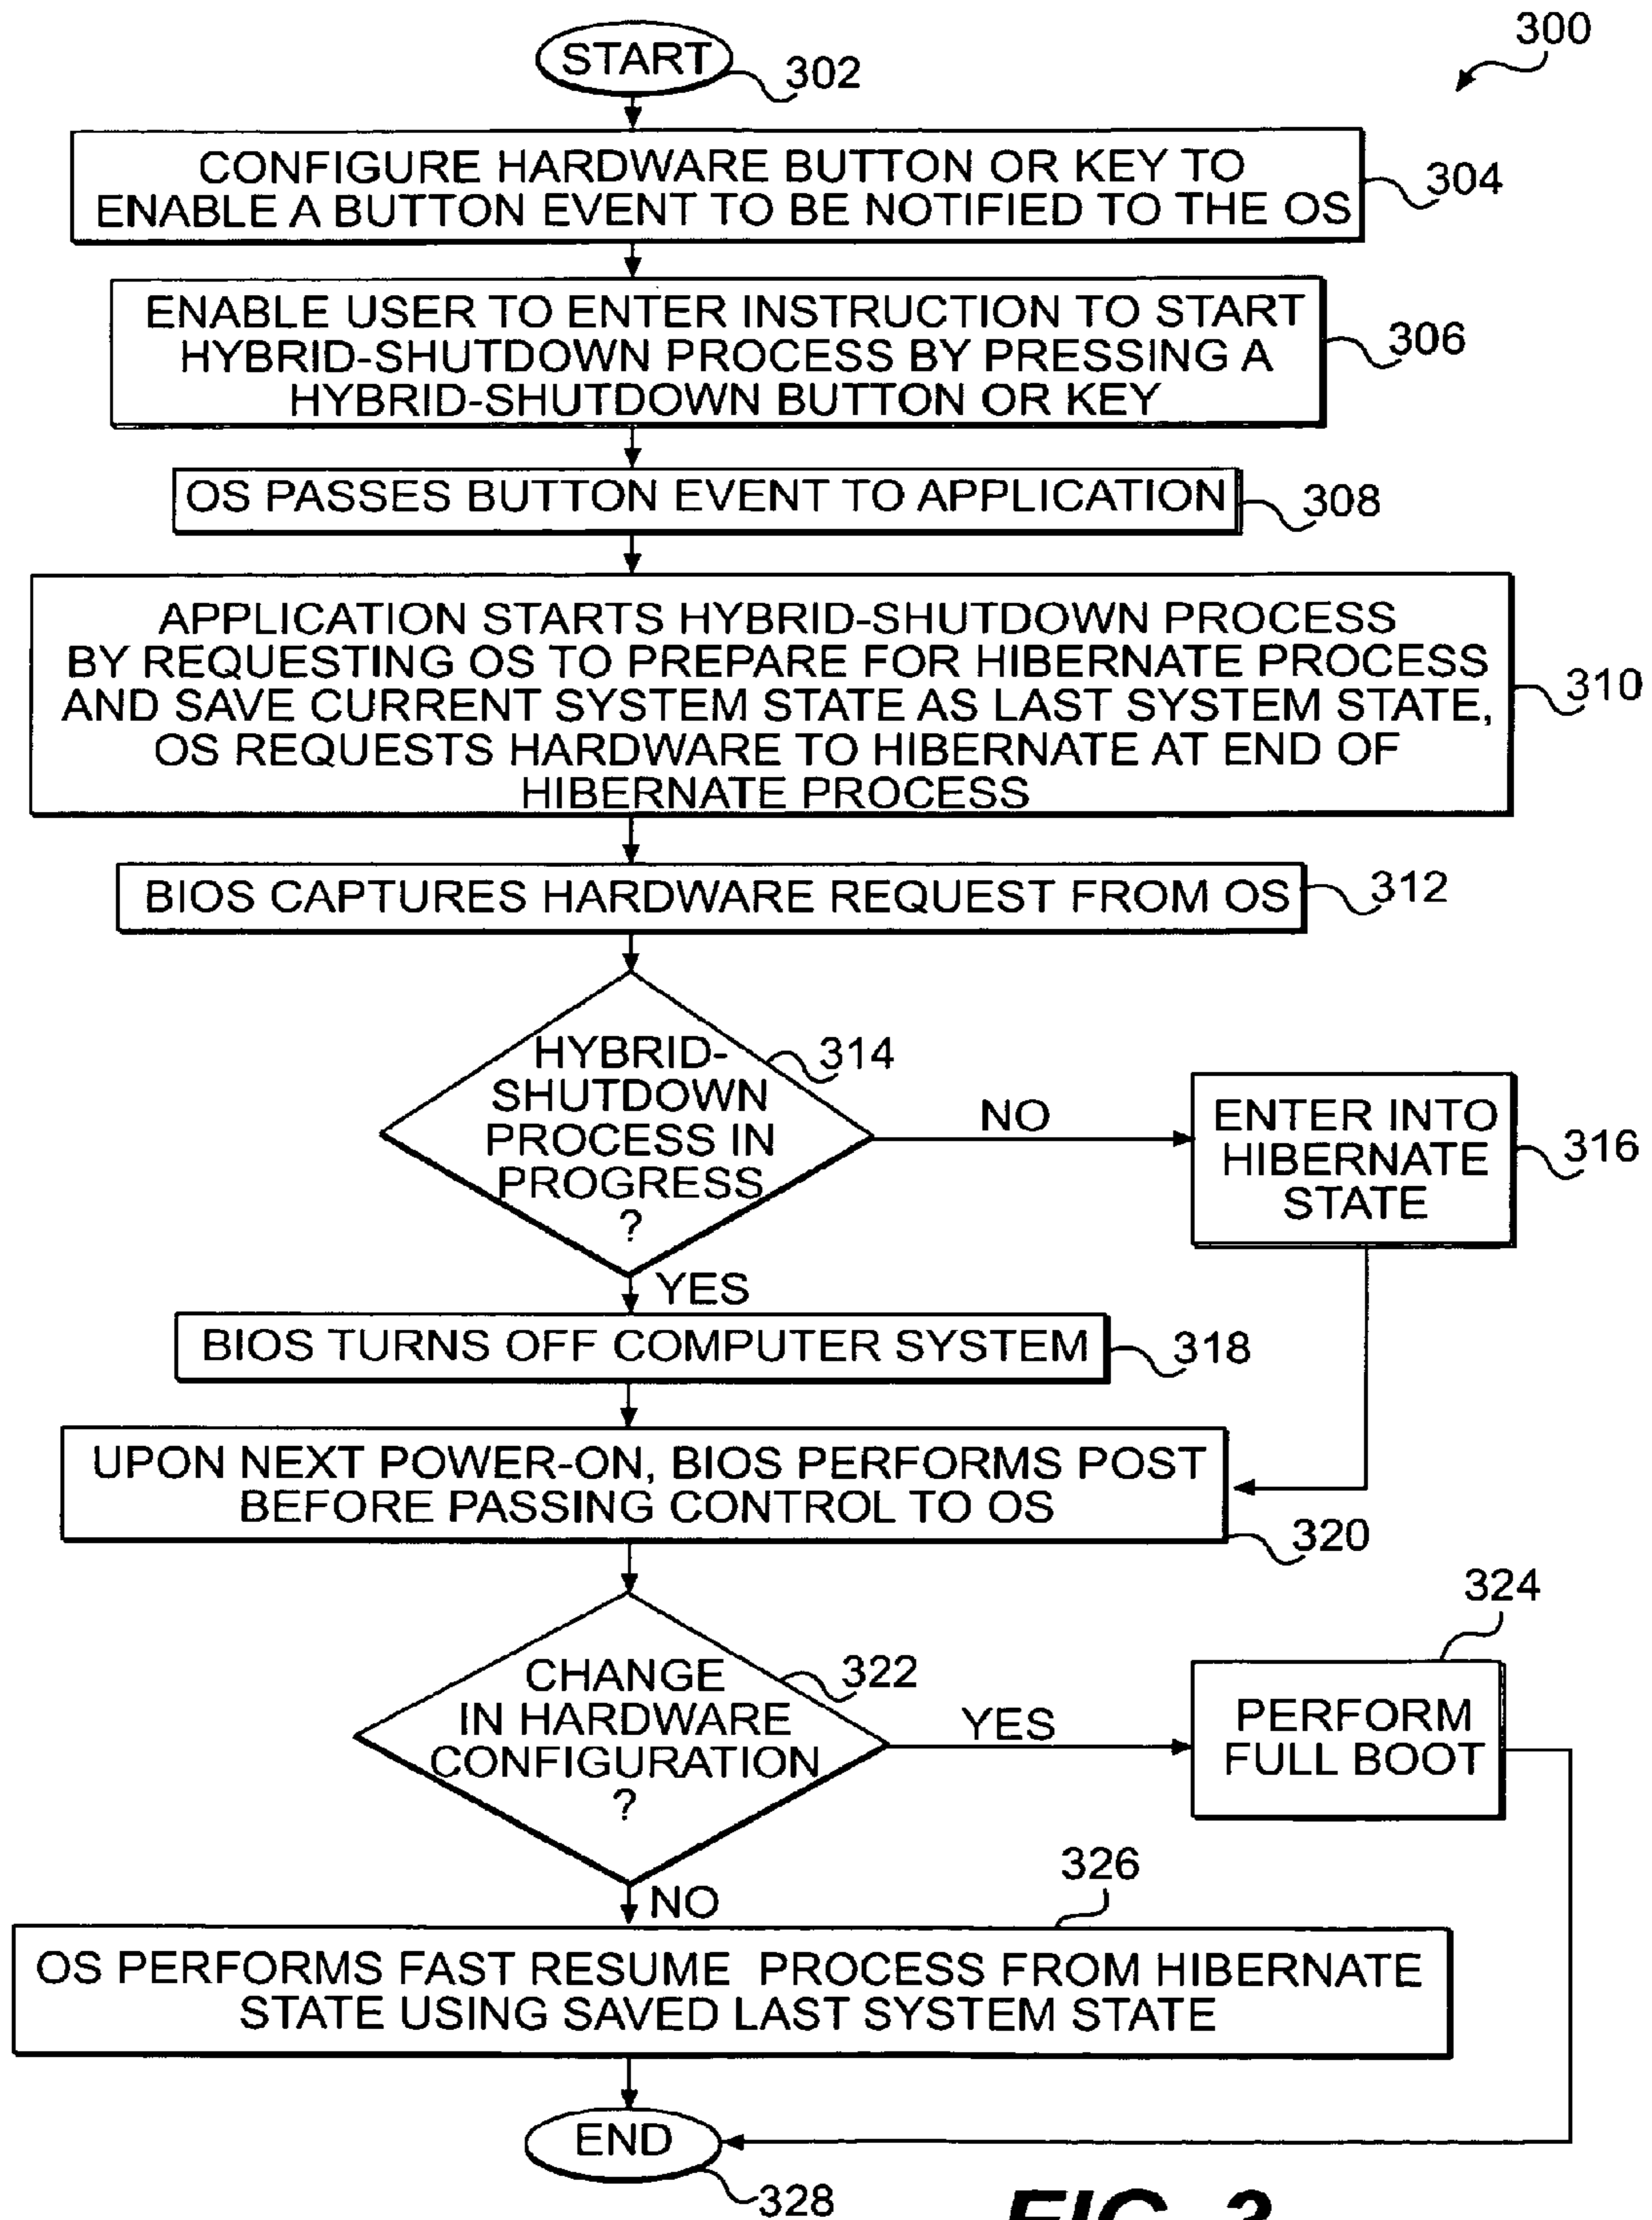 300
START
302
CONFIGURE HARDWARE BUTTON OR KEY TO
ENABLE A BUTTON EVENT TO BE NOTIFIED TO THE OS
304
ENABLE USER TO ENTER INSTRUCTION TO START
HYBRID-SHUTDOWN PROCESS BY PRESSING A
HYBRID-SHUTDOWN BUTTON OR KEY
306
OS PASSES BUTTON EVENT TO APPLICATION
308
APPLICATION STARTS HYBRID-SHUTDOWN PROCESS
BY REQUESTING OS TO PREPARE FOR HIBERNATE PROCESS
AND SAVE CURRENT SYSTEM STATE AS LAST SYSTEM STATE,
OS REQUESTS HARDWARE TO HIBERNATE AT END OF
HIBERNATE PROCESS
310
BIOS CAPTURES HARDWARE REQUEST FROM OS
312
HYBRID-
SHUTDOWN
PROCESS IN
PROGRESS
?
314
NO
ENTER INTO
HIBERNATE
STATE
316
YES
BIOS TURNS OFF COMPUTER SYSTEM
318
UPON NEXT POWER-ON, BIOS PERFORMS POST
BEFORE PASSING CONTROL TO OS
320
CHANGE
IN HARDWARE
CONFIGURATION
?
322
YES
324
PERFORM
FULL BOOT
NO
326
OS PERFORMS FAST RESUME PROCESS FROM HIBERNATE
STATE USING SAVED LAST SYSTEM STATE
END
328
FIG. 3